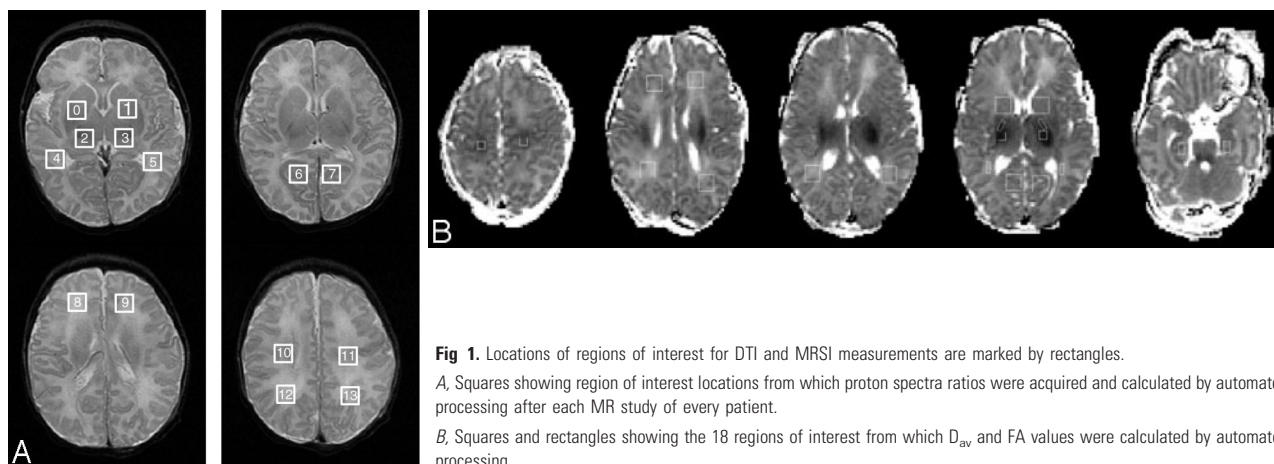 0
1
2
3
4
5
6
7
8
9
10
11
12
13
A
B
Fig 1. Locations of regions of interest for DTI and MRSI measurements are marked by rectangles.
A, Squares showing region of interest locations from which proton spectra ratios were acquired and calculated by automate
processing after each MR study of every patient.
B, Squares and rectangles showing the 18 regions of interest from which Dav and FA values were calculated by automate
processing.